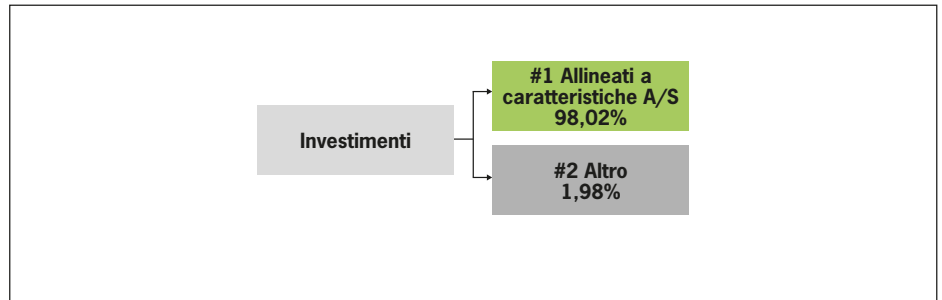 Investimenti
#1 Allineati a
caratteristiche A/S
98,02%
#2 Altro
1,98%